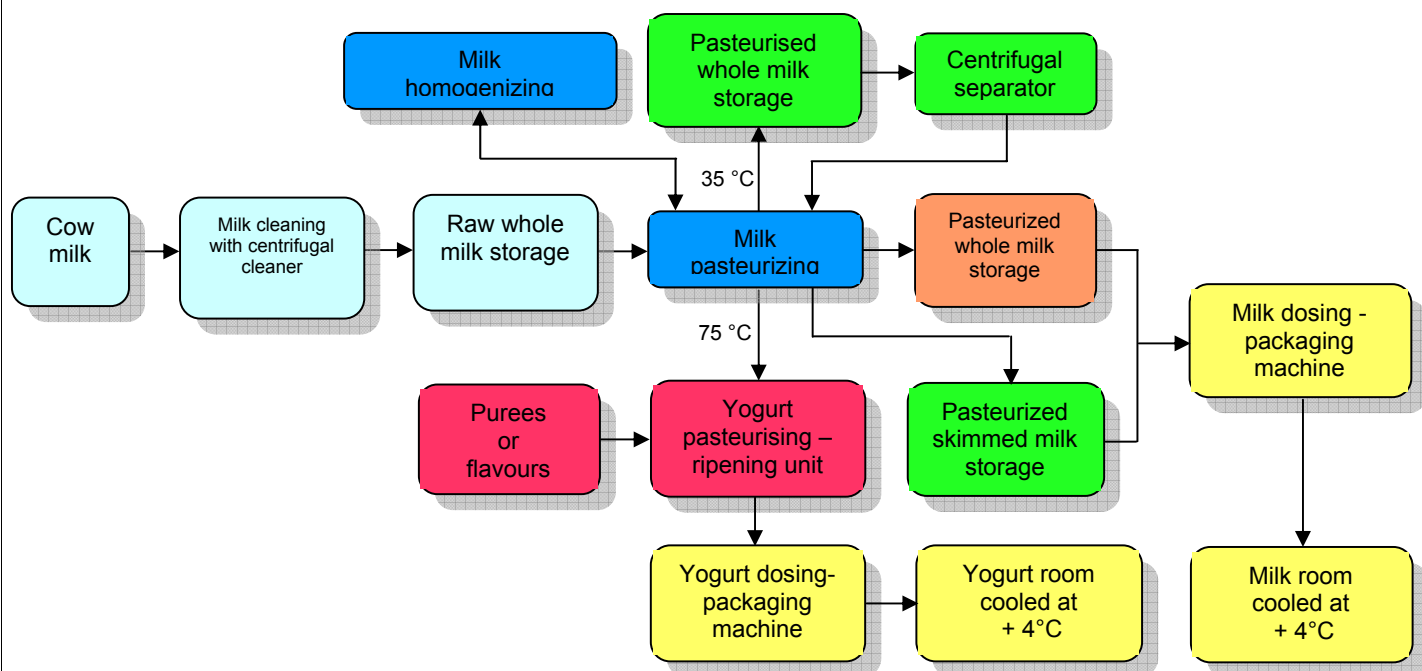 Milk
homogenizing
Pasteurised
whole milk
storage
Centrifugal
separator
35 °C
Cow
milk
Milk cleaning
with centrifugal
cleaner
Raw whole
milk storage
Milk
pasteurizing
Pasteurized
whole milk
storage
75 °C
Milk dosing -
packaging
machine
Purees
or
flavours
Yogurt
pasteurising –
ripening unit
Pasteurized
skimmed milk
storage
Yogurt dosing-
packaging
machine
Yogurt room
cooled at
+ 4°C
Milk room
cooled at
+ 4°C